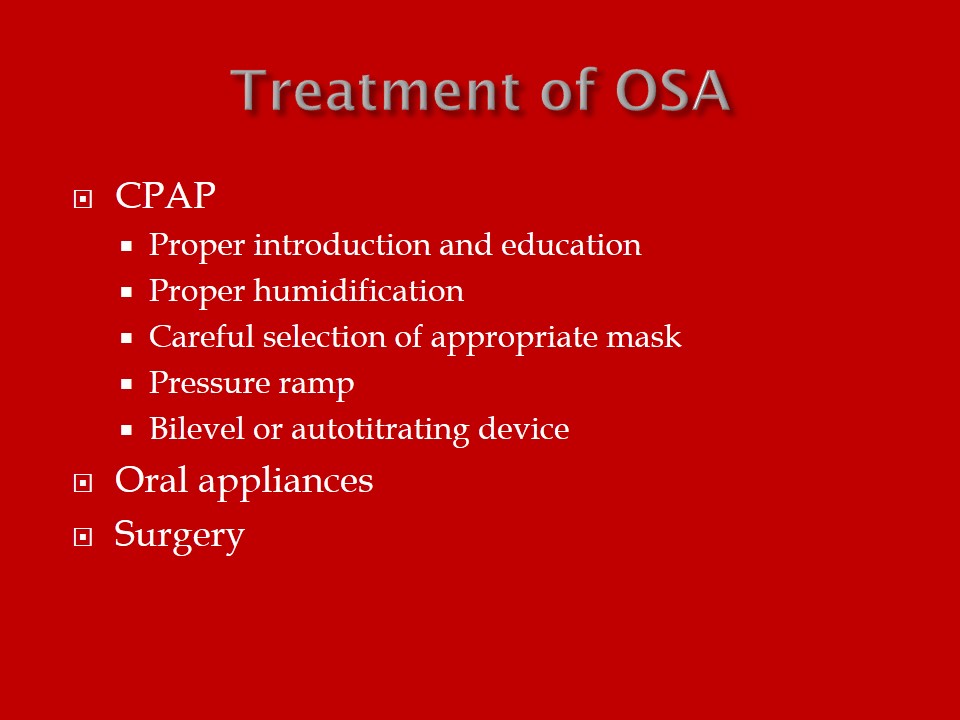 Treatment of OSA
CPAP
Proper introduction and education
Proper humidification
Careful selection of appropriate mask
Pressure ramp
Bilevel or autotitrating device
Oral appliances
Surgery